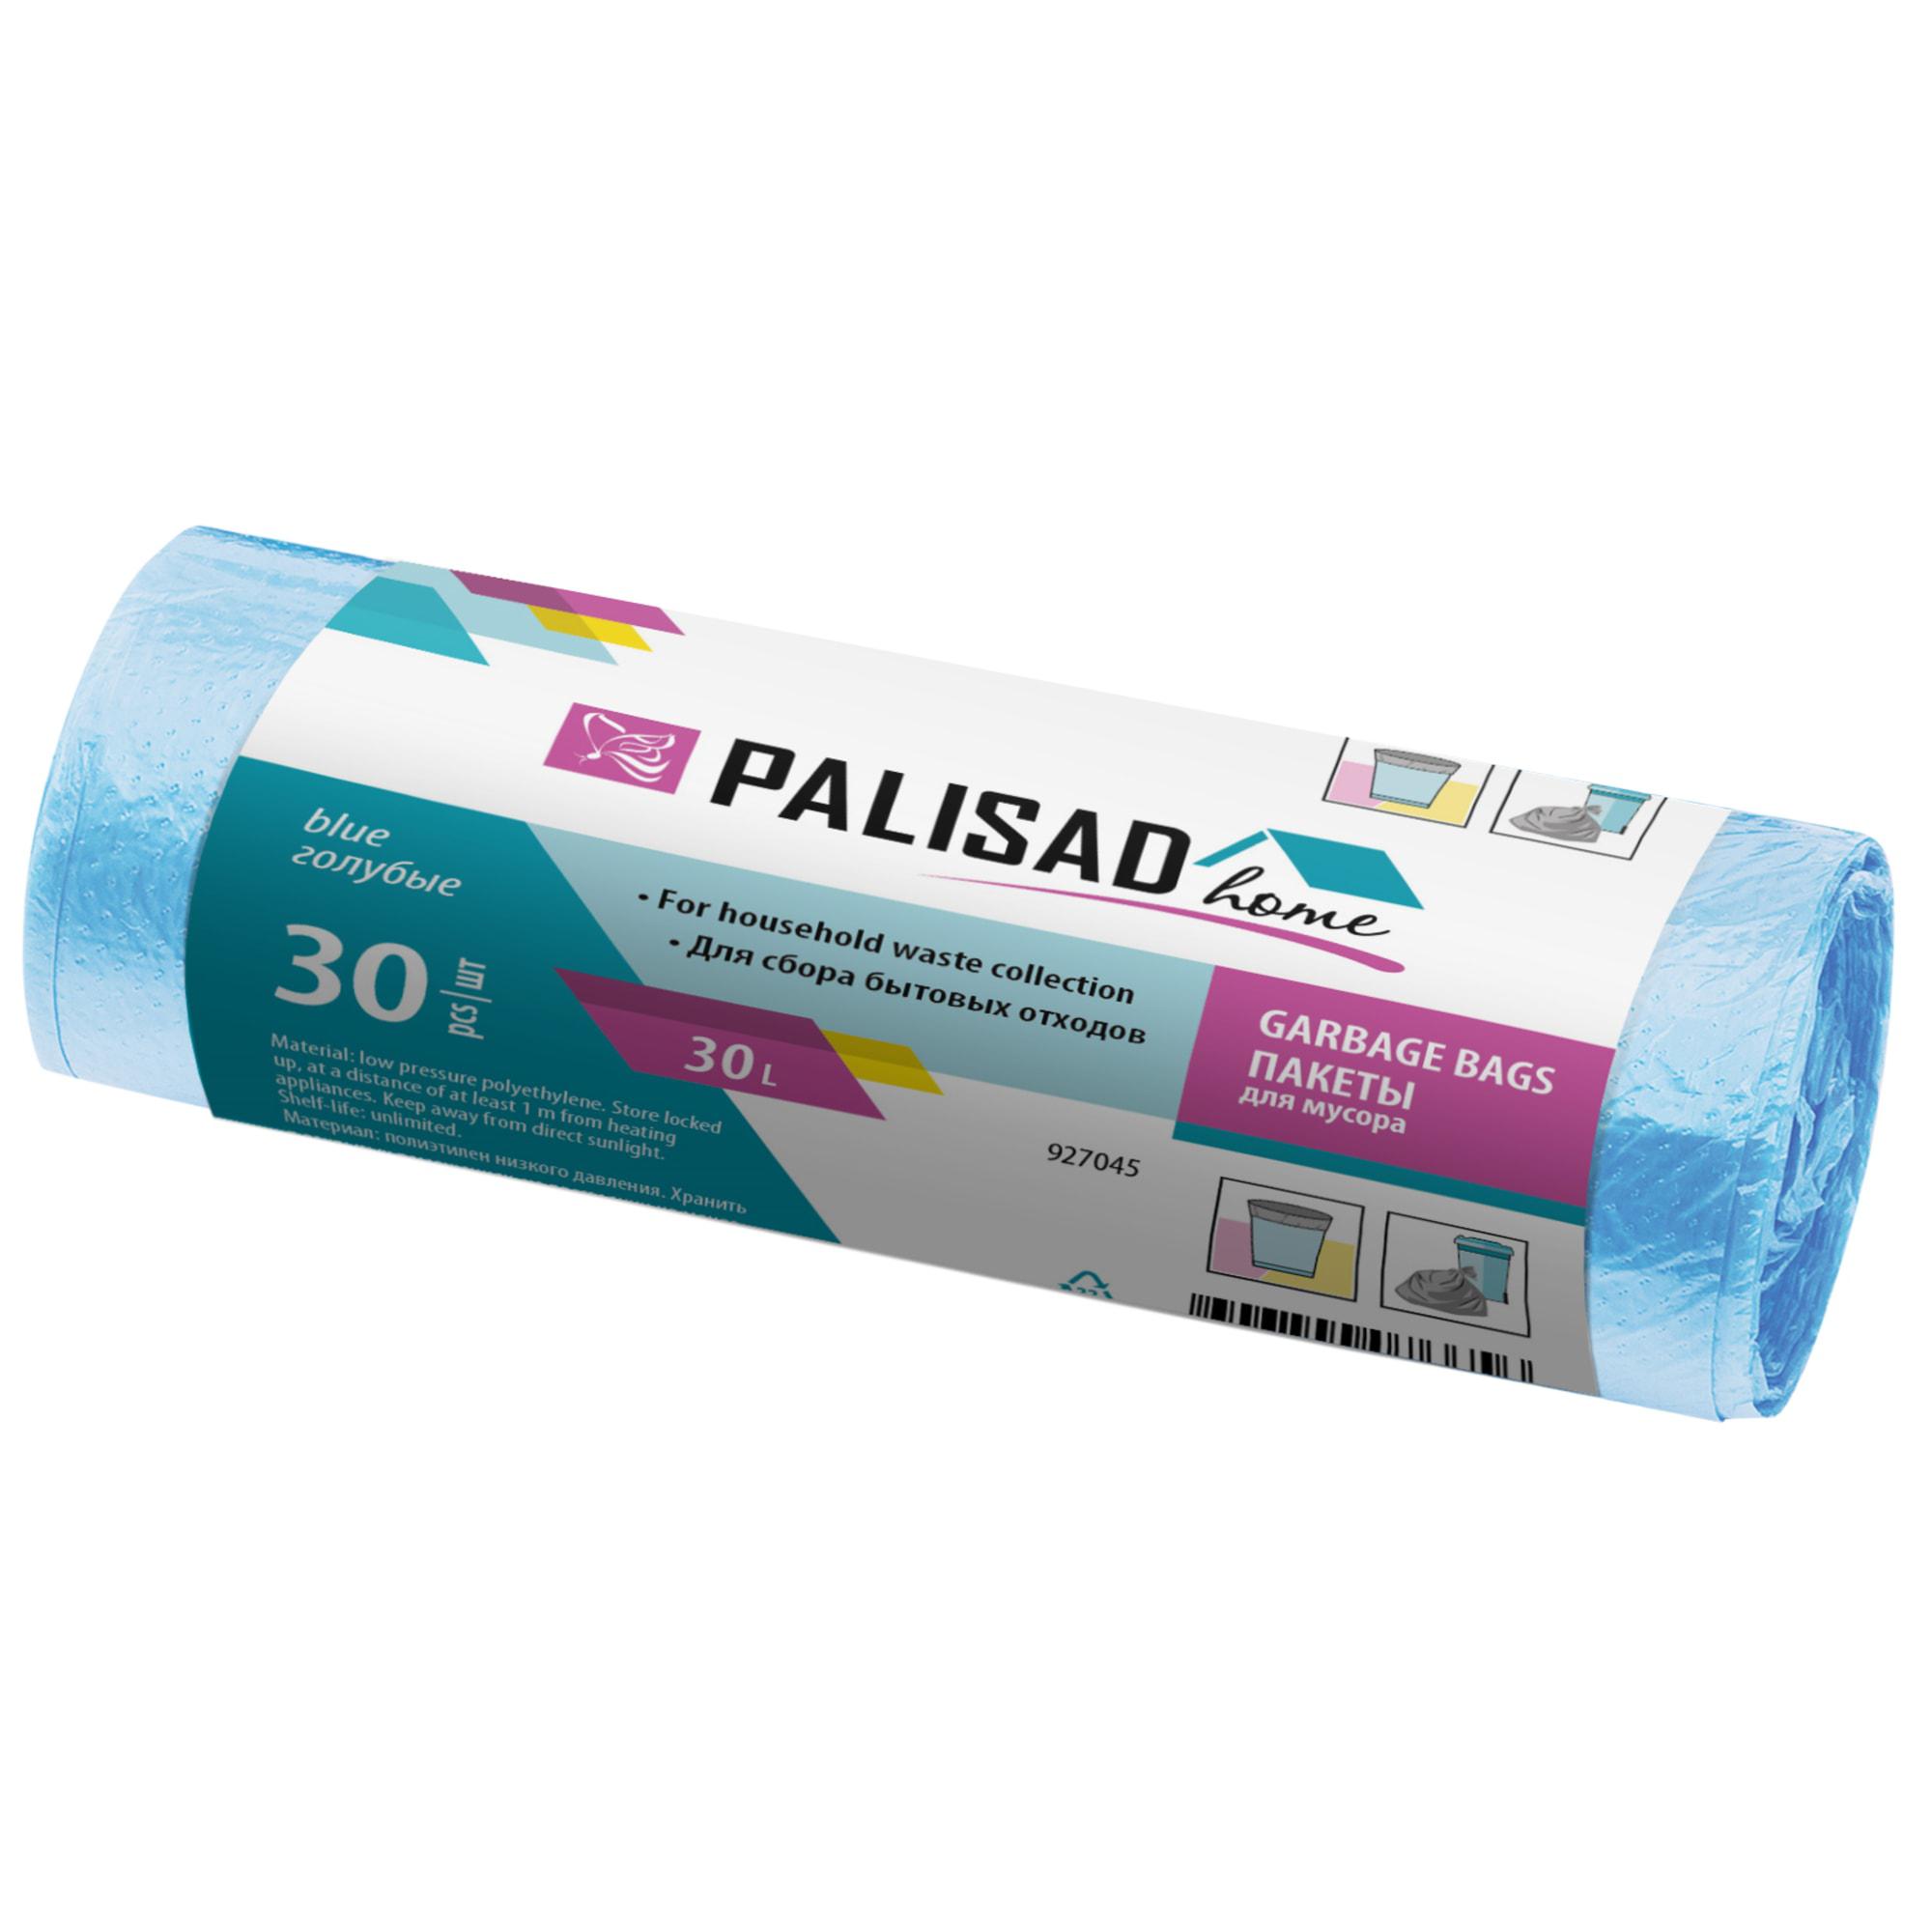 PALISAD
home
blue
голубые
30 pcs|шт
• For household waste collection
• Для сбора бытовых отходов
30 L
GARBAGE BAGS
ПАКЕТЫ
для мусора
Material: low pressure polyethylene. Store locked
up, at a distance of at least 1 m from heating
appliances. Keep away from direct sunlight.
Shelf-life: unlimited.
Материал: полиэтилен низкого давления. Хранить
927045